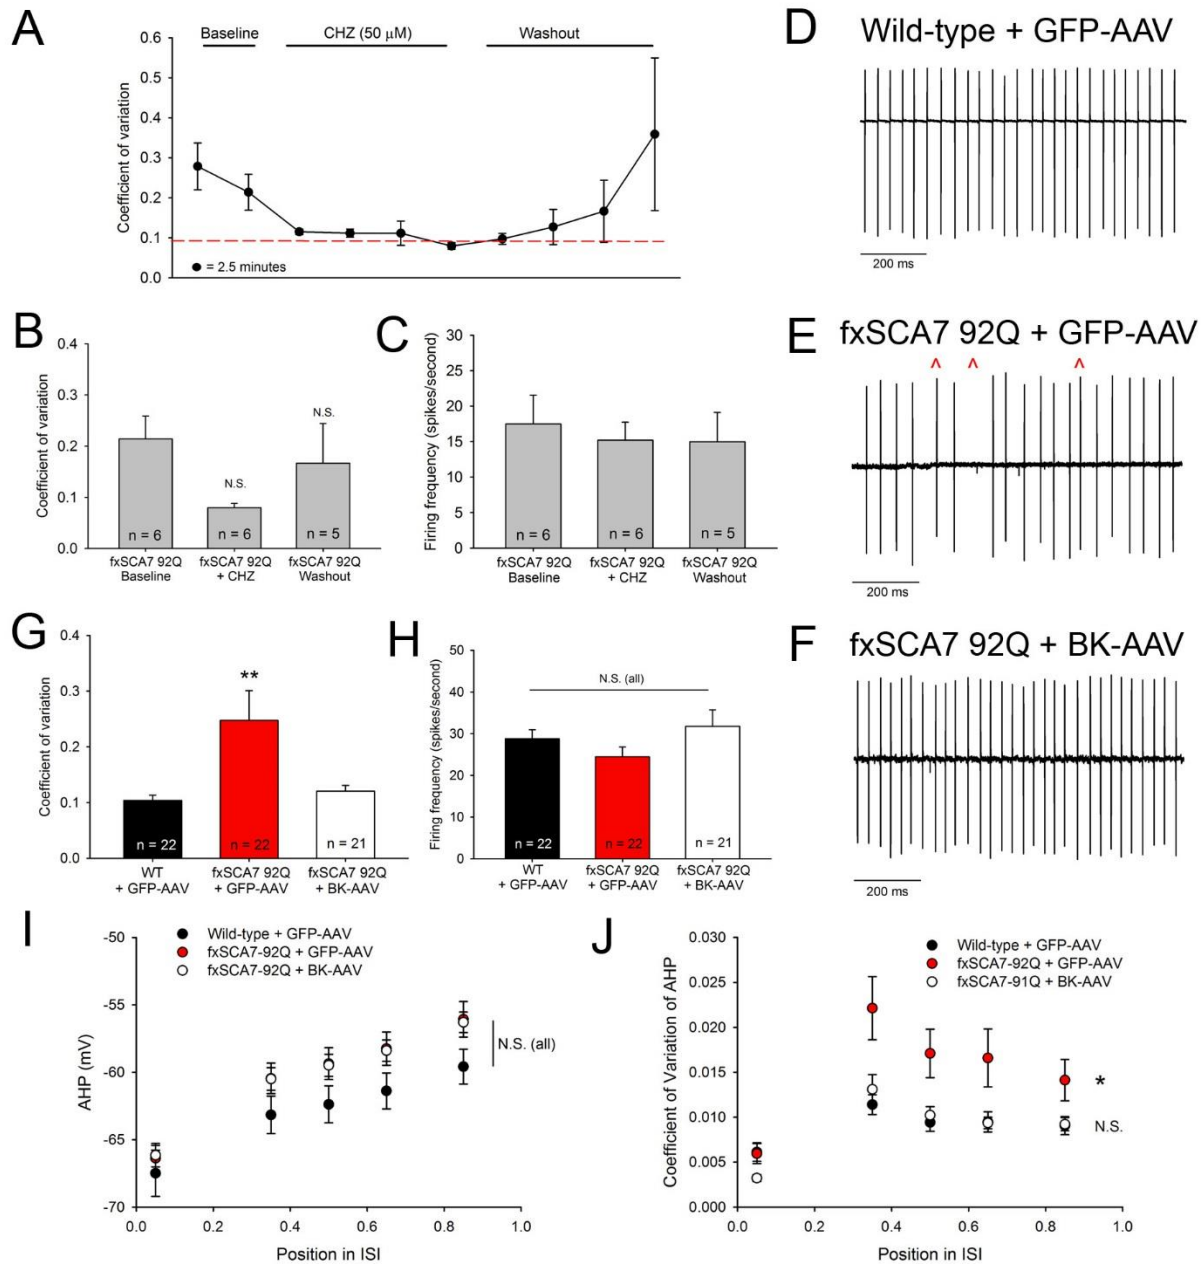 A
Baseline
CHZ (50 μM)
Washout
0.6
0.5
0.4
0.3
0.2
0.1
0.0
Coefficient of variation
● = 2.5 minutes
B
0.4
0.3
0.2
0.1
0.0
Coefficient of variation
N.S.
N.S.
n = 6
n = 6
n = 5
fxSCA7 92Q
Baseline
fxSCA7 92Q
+ CHZ
fxSCA7 92Q
Washout
C
30
25
20
15
10
5
0
Firing frequency (spikes/second)
n = 6
n = 6
n = 5
fxSCA7 92Q
Baseline
fxSCA7 92Q
+ CHZ
fxSCA7 92Q
Washout
D
Wild-type + GFP-AAV
200 ms
E
fxSCA7 92Q + GFP-AAV
^ ^ ^
200 ms
F
fxSCA7 92Q + BK-AAV
200 ms
G
0.4
0.3
0.2
0.1
0.0
Coefficient of variation
**
n = 22
n = 22
n = 21
WT
+ GFP-AAV
fxSCA7 92Q
+ GFP-AAV
fxSCA7 92Q
+ BK-AAV
H
50
40
30
20
10
0
Firing frequency (spikes/second)
N.S. (all)
n = 22
n = 22
n = 21
WT
+ GFP-AAV
fxSCA7 92Q
+ GFP-AAV
fxSCA7 92Q
+ BK-AAV
I
Wild-type + GFP-AAV
fxSCA7-92Q + GFP-AAV
fxSCA7-92Q + BK-AAV
-50
-55
-60
-65
-70
AHP (mV)
N.S. (all)
0.0 0.2 0.4 0.6 0.8 1.0
Position in ISI
J
Wild-type + GFP-AAV
fxSCA7-92Q + GFP-AAV
fxSCA7-91Q + BK-AAV
0.030
0.025
0.020
0.015
0.010
0.005
0.000
Coefficient of Variation of AHP
*
N.S.
0.0 0.2 0.4 0.6 0.8 1.0
Position in ISI